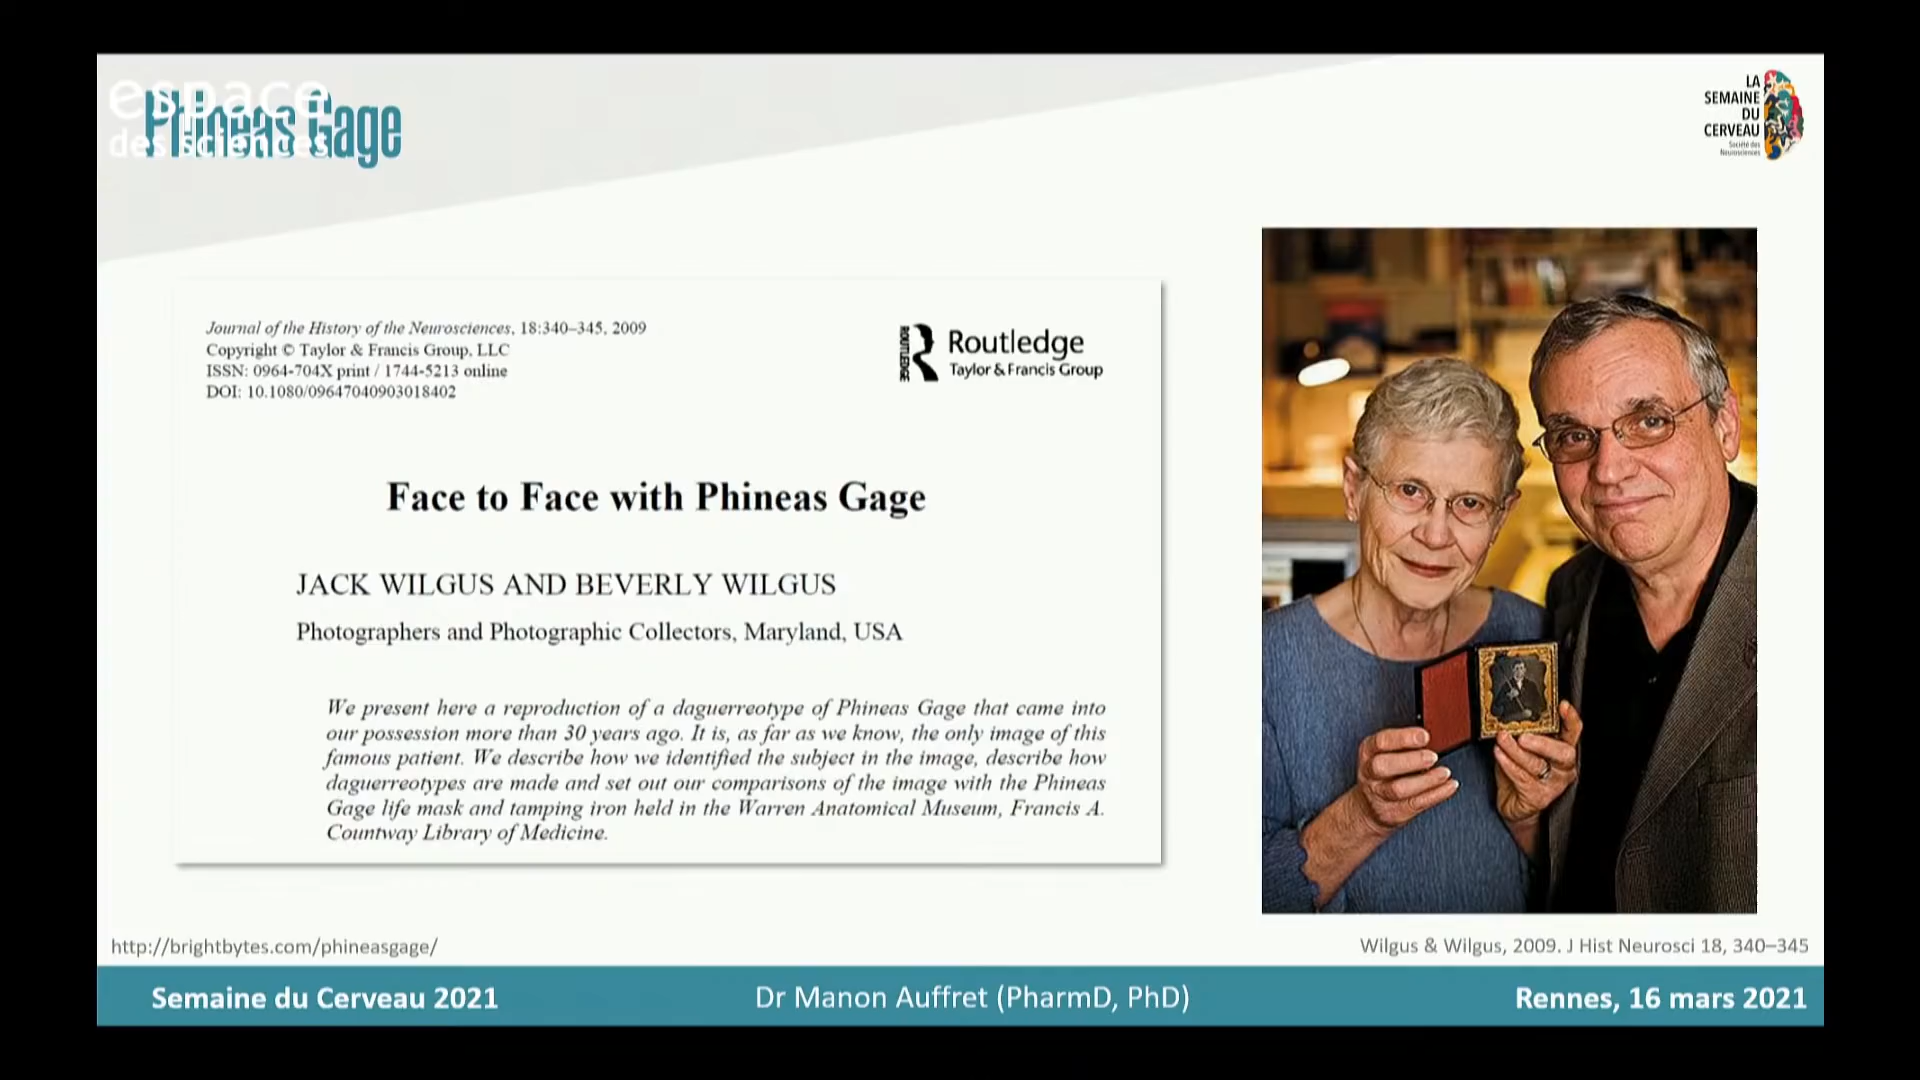 espace
des sciences
Phineas Gage
LA
SEMAINE
DU
CERVEAU
Société des
Neurosciences
Journal of the History of the Neurosciences, 18:340–345, 2009
Copyright © Taylor & Francis Group, LLC
ISSN: 0964-704X print / 1744-5213 online
DOI: 10.1080/09647040903018402
ROUTLEDGE
Routledge
Taylor & Francis Group
Face to Face with Phineas Gage
JACK WILGUS AND BEVERLY WILGUS
Photographers and Photographic Collectors, Maryland, USA
We present here a reproduction of a daguerreotype of Phineas Gage that came into
our possession more than 30 years ago. It is, as far as we know, the only image of this
famous patient. We describe how we identified the subject in the image, describe how
daguerreotypes are made and set out our comparisons of the image with the Phineas
Gage life mask and tamping iron held in the Warren Anatomical Museum, Francis A.
Countway Library of Medicine.
http://brightbytes.com/phineasgage/
Wilgus & Wilgus, 2009. J Hist Neurosci 18, 340–345
Semaine du Cerveau 2021
Dr Manon Auffret (PharmD, PhD)
Rennes, 16 mars 2021